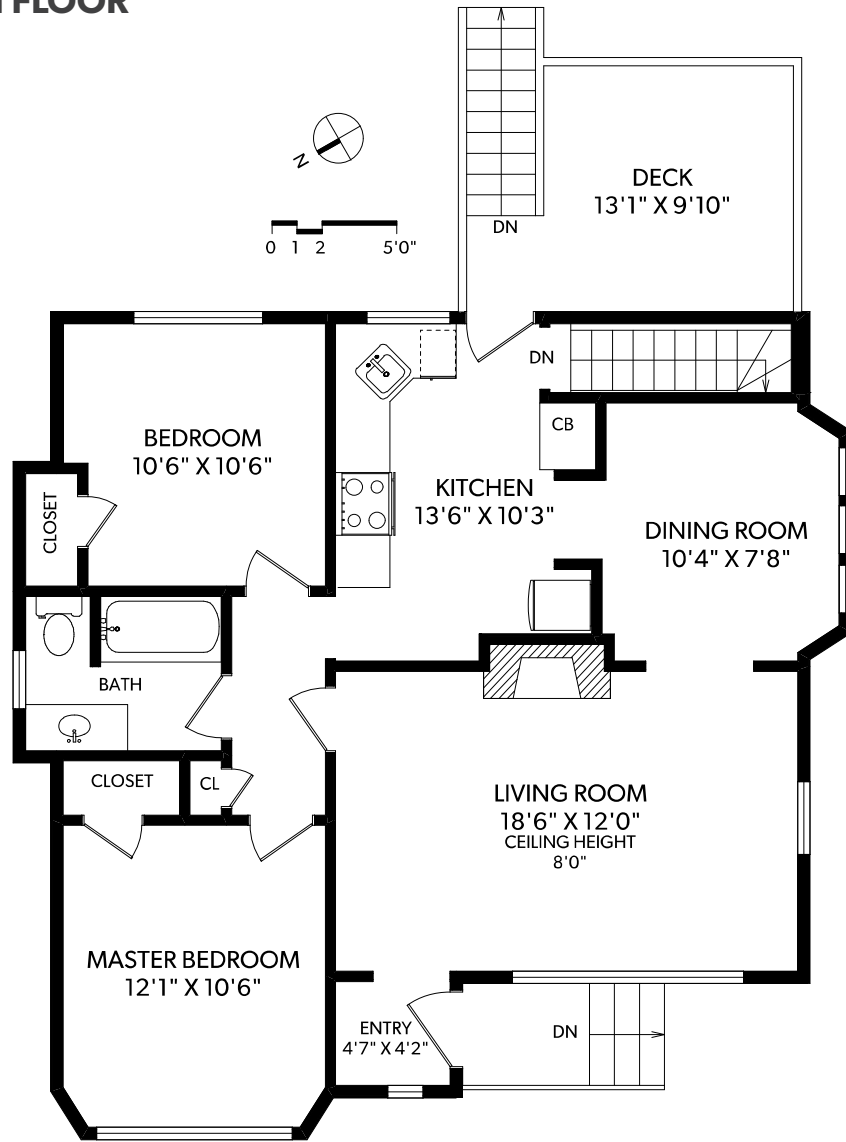 FLOOR
N
0 1 2 5'0"
DN
DECK
13'1" X 9'10"
DN
BEDROOM
10'6" X 10'6"
CB
CLOSET
KITCHEN
13'6" X 10'3"
DINING ROOM
10'4" X 7'8"
BATH
CLOSET
CL
LIVING ROOM
18'6" X 12'0"
CEILING HEIGHT
8'0"
MASTER BEDROOM
12'1" X 10'6"
ENTRY
4'7" X 4'2"
DN